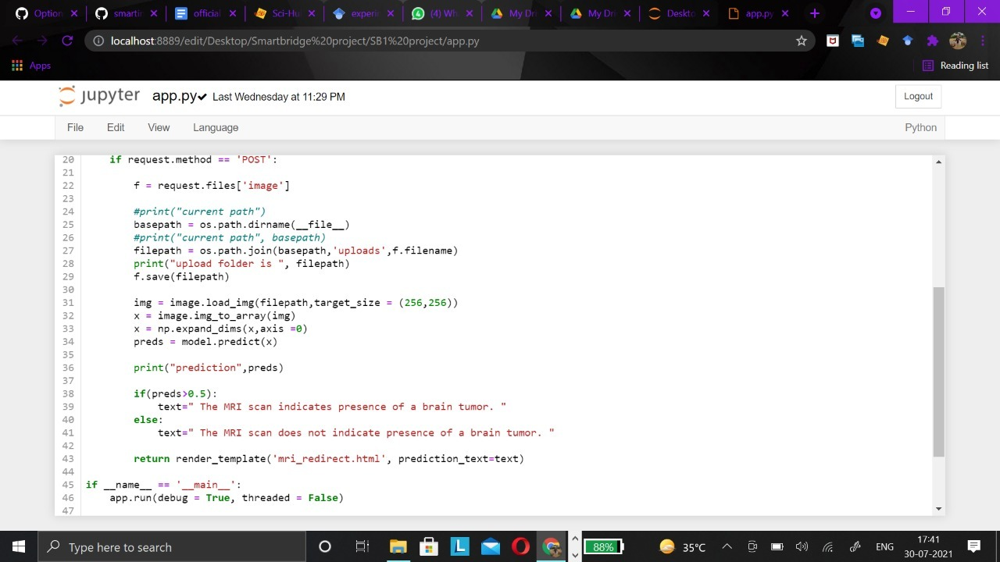 Option
smartin
official
Sci-Hu
experie
(4) Wh
My Dri
My Dri
Deskto
app.py
localhost:8889/edit/Desktop/Smartbridge%20project/SB1%20project/app.py
Apps
Reading list
jupyter app.py Last Wednesday at 11:29 PM
Logout
File Edit View Language
Python
20 if request.method == 'POST':
21
22 f = request.files['image']
23
24 #print("current path")
25 basepath = os.path.dirname(__file__)
26 #print("current path", basepath)
27 filepath = os.path.join(basepath,'uploads',f.filename)
28 print("upload folder is ", filepath)
29 f.save(filepath)
30
31 img = image.load_img(filepath,target_size = (256,256))
32 x = image.img_to_array(img)
33 x = np.expand_dims(x,axis =0)
34 preds = model.predict(x)
35
36 print("prediction",preds)
37
38 if(preds>0.5):
39 text=" The MRI scan indicates presence of a brain tumor. "
40 else:
41 text=" The MRI scan does not indicate presence of a brain tumor. "
42
43 return render_template('mri_redirect.html', prediction_text=text)
44
45 if __name__ == '__main__':
46 app.run(debug = True, threaded = False)
47
Type here to search
L
88%
35°C
ENG
17:41
30-07-2021